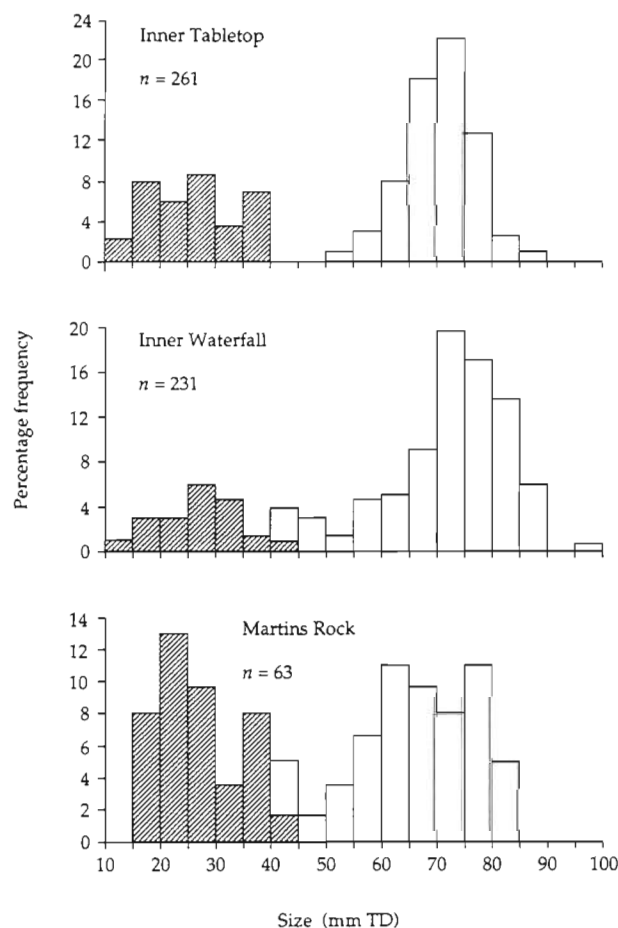 24
Inner Tabletop
20
n = 261
16
12
8
4
0
20
Inner Waterfall
16
n = 231
12
8
4
0
Percentage frequency
14
Martins Rock
12
n = 63
10
8
6
4
2
0
10 20 30 40 50 60 70 80 90 100
Size (mm TD)